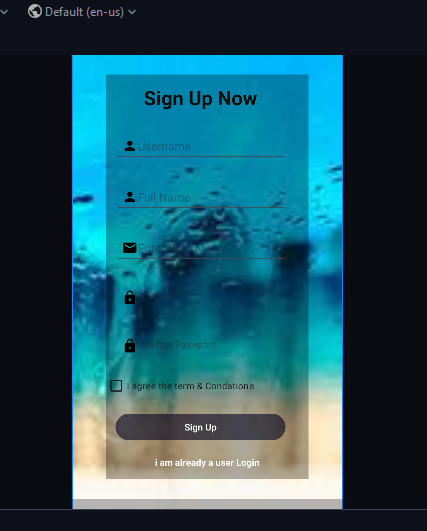 Default (en-us)
Sign Up Now
Username
Full Name
Confirm Paswpord
I agree the term & Condations
Sign Up
i am already a user Login